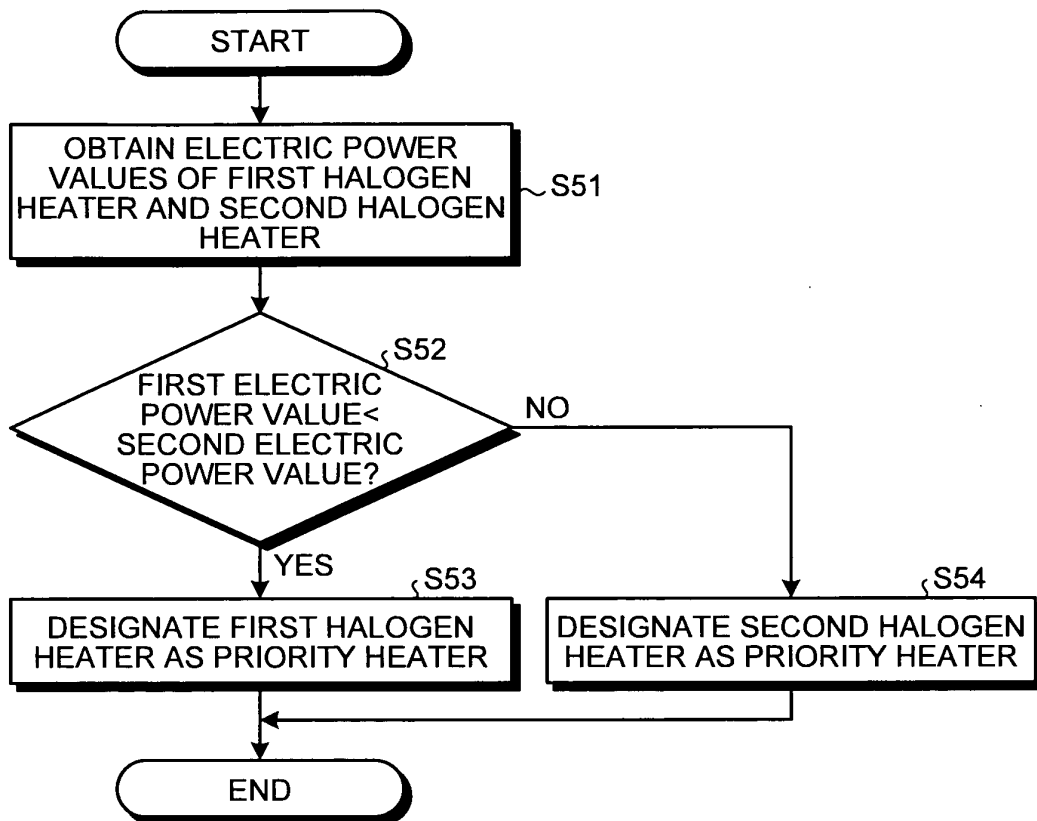 START
OBTAIN ELECTRIC POWER
VALUES OF FIRST HALOGEN
HEATER AND SECOND HALOGEN
HEATER
S51
S52
FIRST ELECTRIC
POWER VALUE<
SECOND ELECTRIC
POWER VALUE?
NO
YES
S53
DESIGNATE FIRST HALOGEN
HEATER AS PRIORITY HEATER
S54
DESIGNATE SECOND HALOGEN
HEATER AS PRIORITY HEATER
END